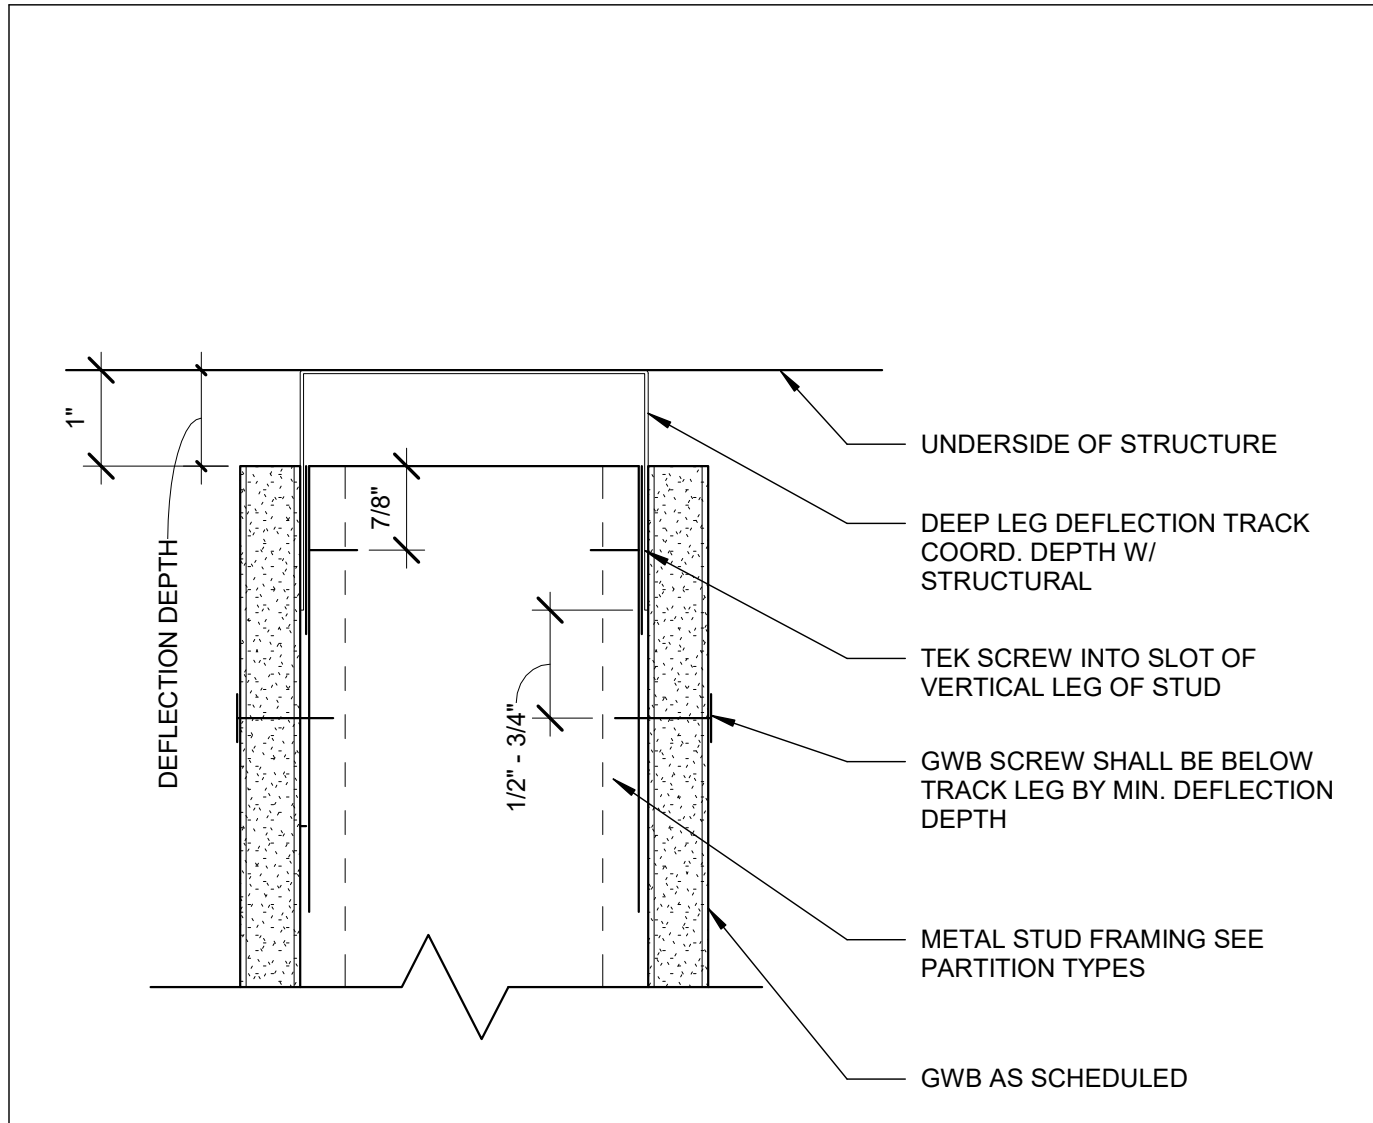 1"
DEFLECTION DEPTH
7/8"
1/2" - 3/4"
UNDERSIDE OF STRUCTURE
DEEP LEG DEFLECTION TRACK
COORD. DEPTH W/
STRUCTURAL
TEK SCREW INTO SLOT OF
VERTICAL LEG OF STUD
GWB SCREW SHALL BE BELOW
TRACK LEG BY MIN. DEFLECTION
DEPTH
METAL STUD FRAMING SEE
PARTITION TYPES
GWB AS SCHEDULED